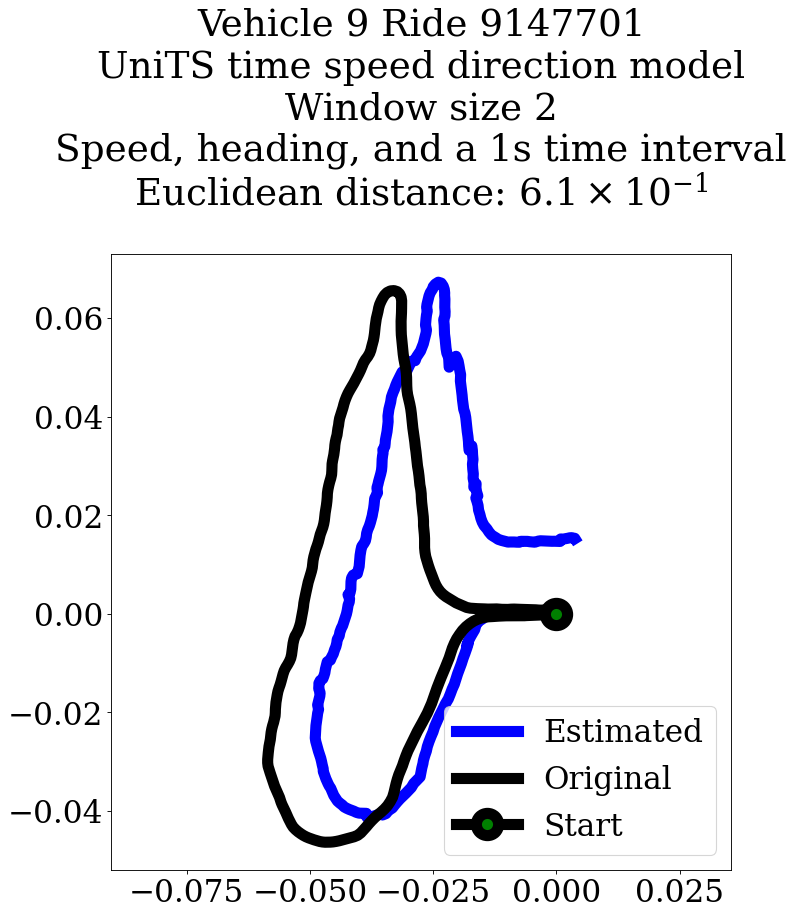 Vehicle 9 Ride 9147701
UniTS time speed direction model
Window size 2
Speed, heading, and a 1s time interval
Euclidean distance: 6.1 × 10⁻¹
0.06
0.04
0.02
0.00
−0.02
−0.04
Estimated
Original
Start
−0.075 −0.050 −0.025 0.000 0.025